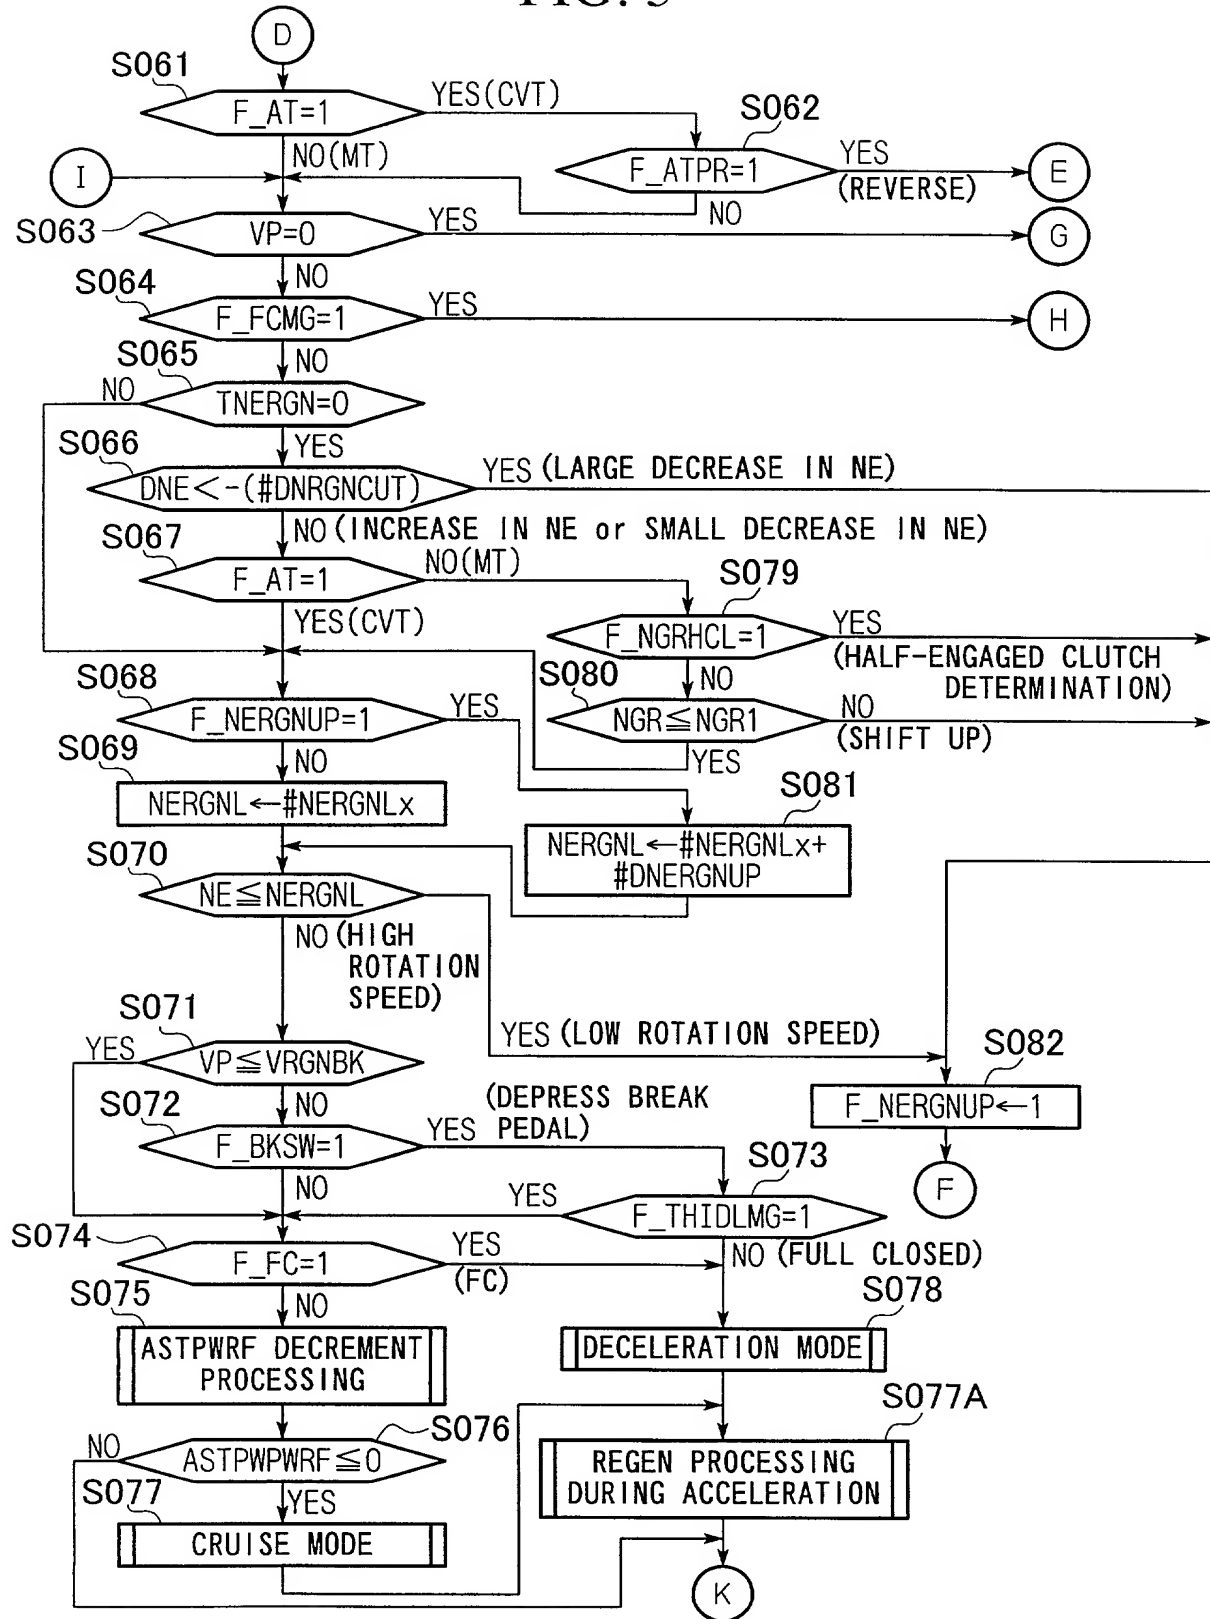 FIG. 5
D
S061
F_AT=1
YES(CVT)
S062
NO(MT)
I
F_ATPR=1
YES
(REVERSE)
E
NO
S063
VP=0
YES
G
NO
S064
F_FCMG=1
YES
H
NO
S065
NO
TNERGN=0
YES
S066
DNE<-(#DNRGNCUT)
YES (LARGE DECREASE IN NE)
NO (INCREASE IN NE or SMALL DECREASE IN NE)
S067
F_AT=1
NO(MT)
S079
YES(CVT)
F_NGRHCL=1
YES
(HALF-ENGAGED CLUTCH
DETERMINATION)
NO
S080
S068
F_NERGNUP=1
YES
NGR≦NGR1
NO
(SHIFT UP)
YES
NO
S069
NERGNL←#NERGNLx
S081
NERGNL←#NERGNLx+
#DNERGNUP
S070
NE≦NERGNL
NO (HIGH
ROTATION
SPEED)
YES (LOW ROTATION SPEED)
S071
YES
VP≦VRGNBK
S082
F_NERGNUP←1
NO
S072
(DEPRESS BREAK
PEDAL)
F_BKSW=1
YES
S073
F
NO
YES
F_THIDLMG=1
S074
F_FC=1
YES
(FC)
NO (FULL CLOSED)
NO
S075
S078
ASTPWRF DECREMENT
PROCESSING
DECELERATION MODE
S077A
S076
NO
ASTPWPWRF≦0
REGEN PROCESSING
DURING ACCELERATION
S077
YES
CRUISE MODE
K